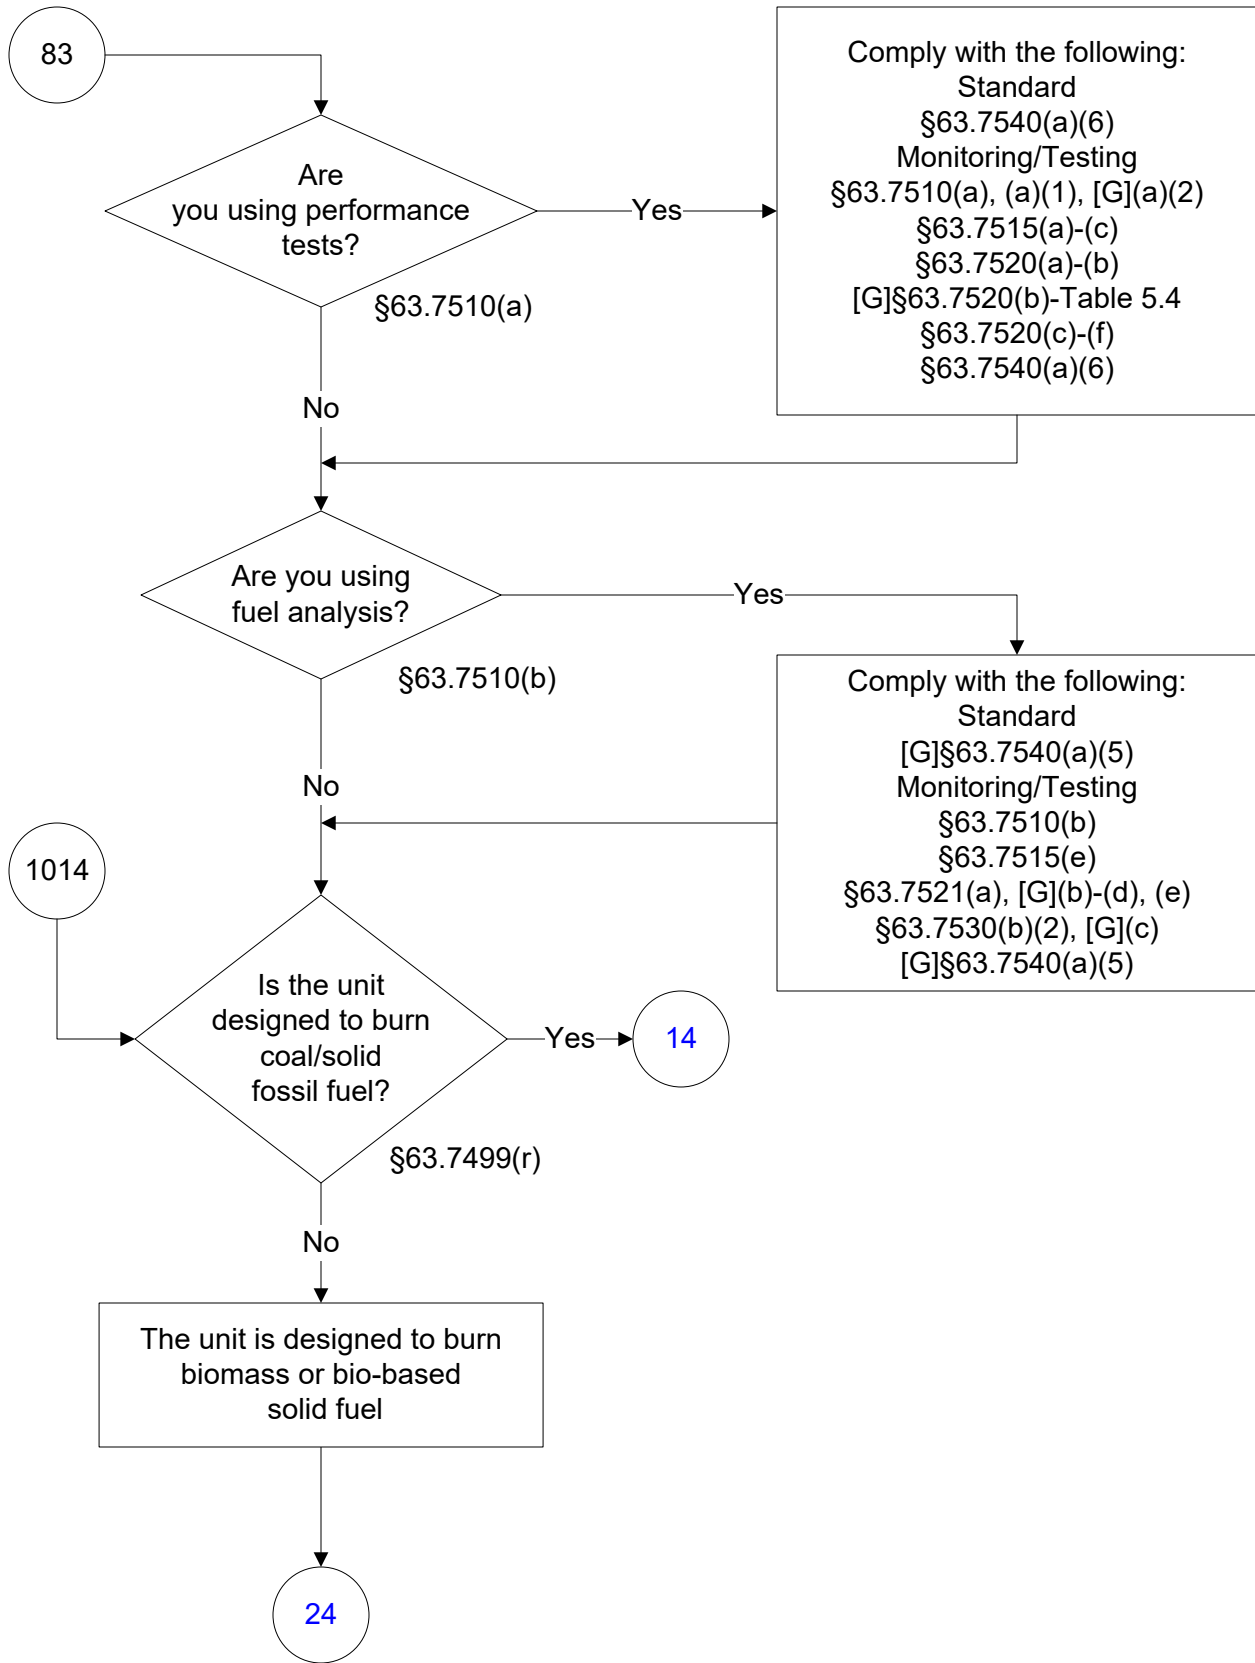 83
Are
you using performance
tests?
§63.7510(a)
Yes
Comply with the following:
Standard
§63.7540(a)(6)
Monitoring/Testing
§63.7510(a), (a)(1), [G](a)(2)
§63.7515(a)-(c)
§63.7520(a)-(b)
[G]§63.7520(b)-Table 5.4
§63.7520(c)-(f)
§63.7540(a)(6)
No
Are you using
fuel analysis?
§63.7510(b)
Yes
Comply with the following:
Standard
[G]§63.7540(a)(5)
Monitoring/Testing
§63.7510(b)
§63.7515(e)
§63.7521(a), [G](b)-(d), (e)
§63.7530(b)(2), [G](c)
[G]§63.7540(a)(5)
No
1014
Is the unit
designed to burn
coal/solid
fossil fuel?
§63.7499(r)
Yes
14
No
The unit is designed to burn
biomass or bio-based
solid fuel
24